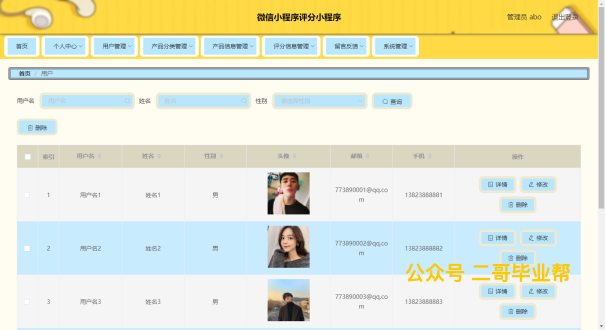 微信小程序评分小程序
管理员 abo 退出登录
首页 个人中心 用户管理 产品分类管理 产品信息管理 评分信息管理 留言反馈 系统管理
首页 / 用户
用户名 用户名 姓名 姓名 性别 请选择性别 查询
删除
索引 用户名 姓名 性别 头像 邮箱 手机 操作
1 用户名1 姓名1 男 773890001@qq.co
m 13823888881 详情 修改
删除
2 用户名2 姓名2 男 773890002@qq.co
m 13823888882 详情 修改
删除
公众号 二哥毕业帮
3 用户名3 姓名3 男 773890003@qq.co
m 13823888883 详情 修改
删除